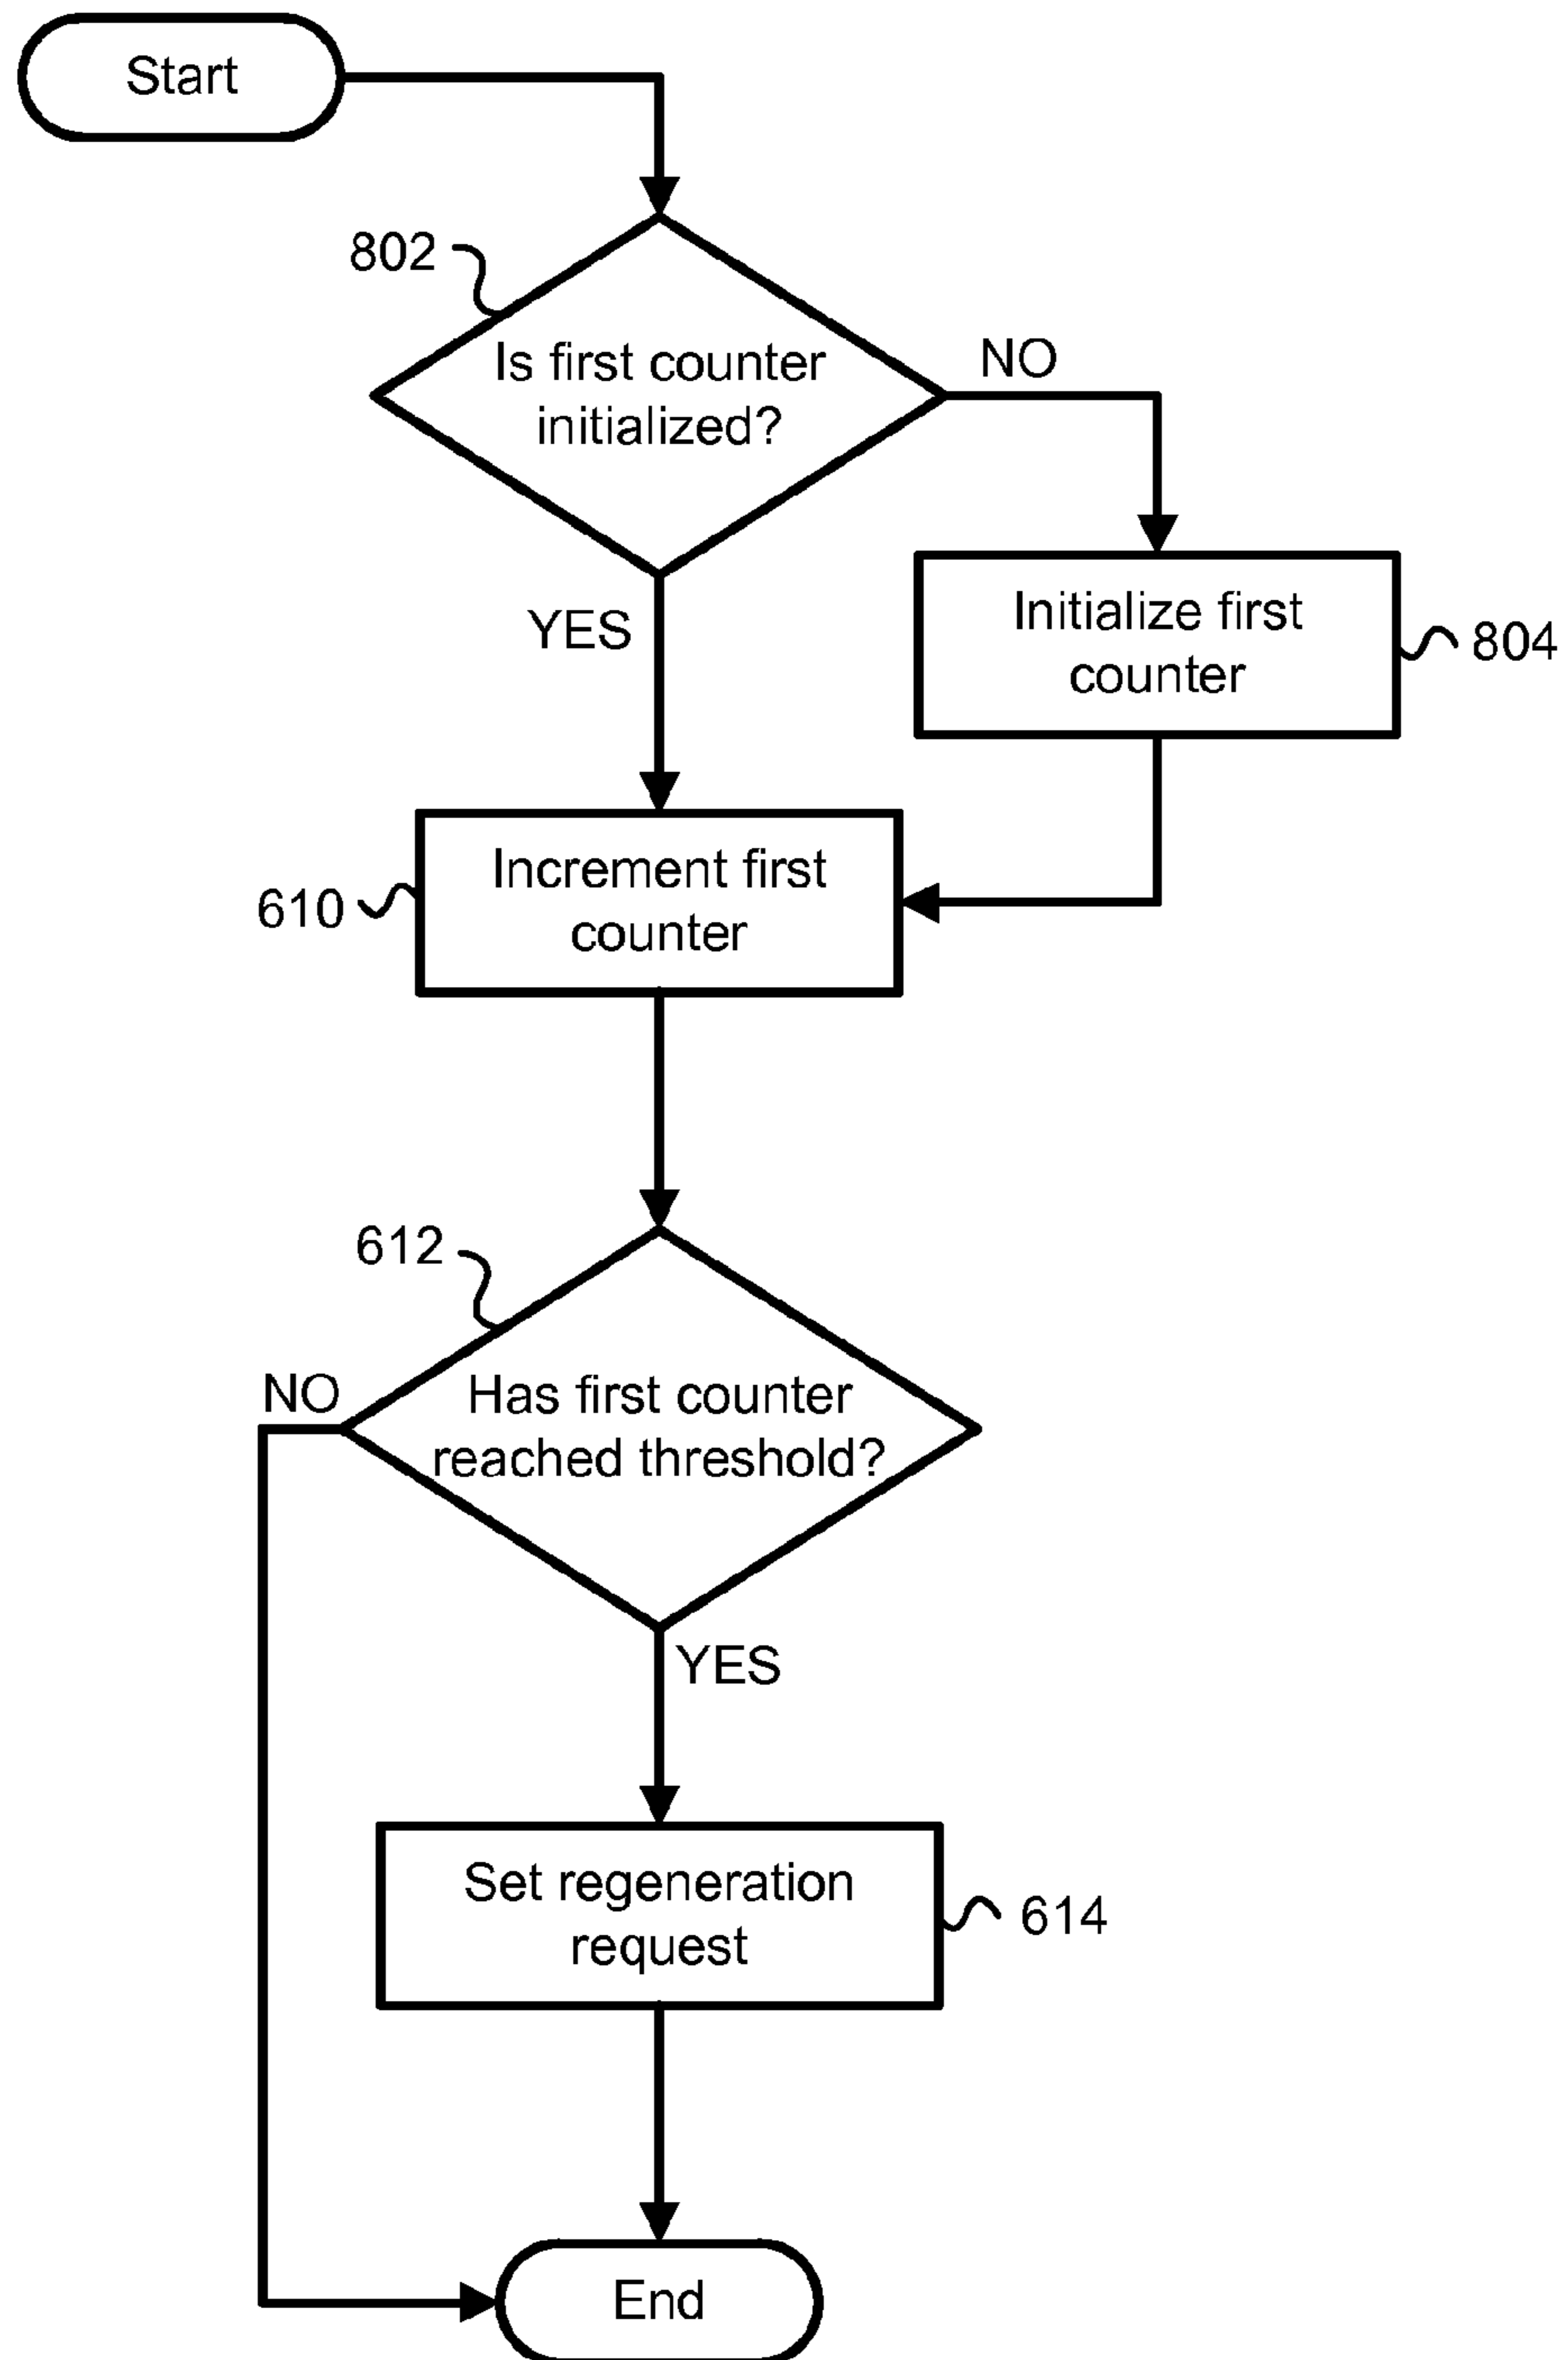 Start
802
Is first counter
initialized?
NO
YES
Initialize first
counter
804
Increment first
counter
610
612
NO
Has first counter
reached threshold?
YES
Set regeneration
request
614
End